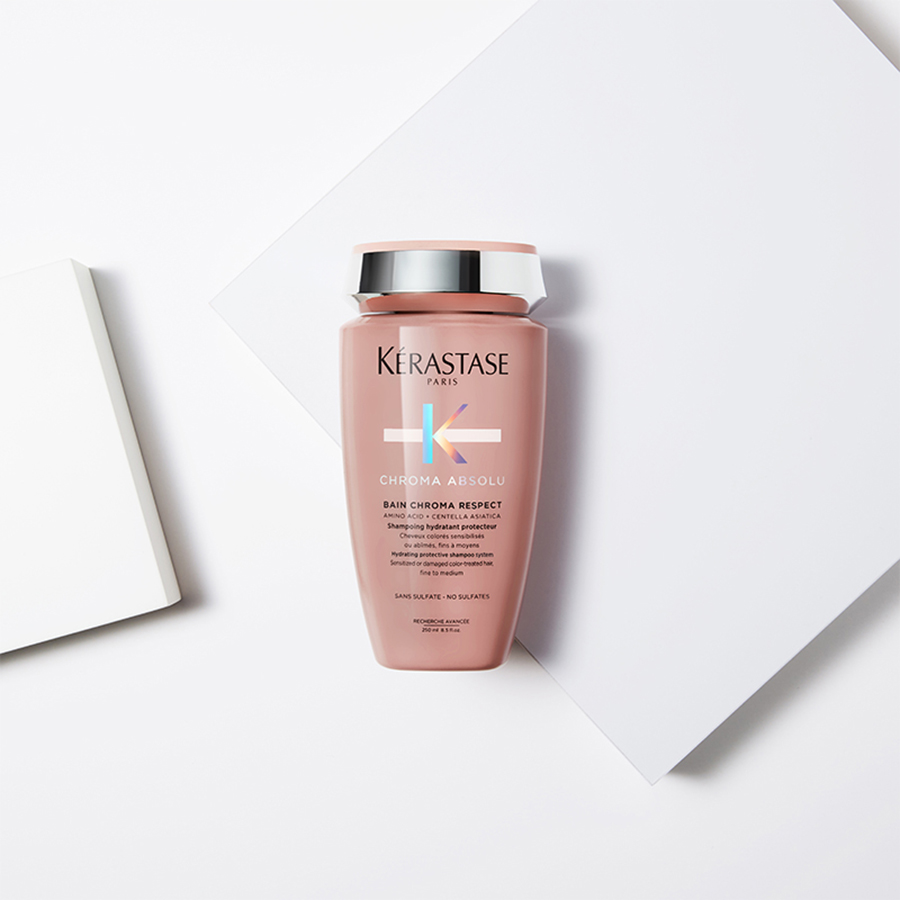 KÉRASTASE
PARIS
K
CHROMA ABSOLU
BAIN CHROMA RESPECT
AMINO ACID + CENTELLA ASIATICA
Shampoing hydratant protecteur
Cheveux colorés sensibilisés
ou abîmés, fins à moyens
Hydrating protective shampoo system
Sensitized or damaged color-treated hair,
fine to medium
SANS SULFATE - NO SULFATES
RECHERCHE AVANCÉE
250 ml 8.5 fl.oz.